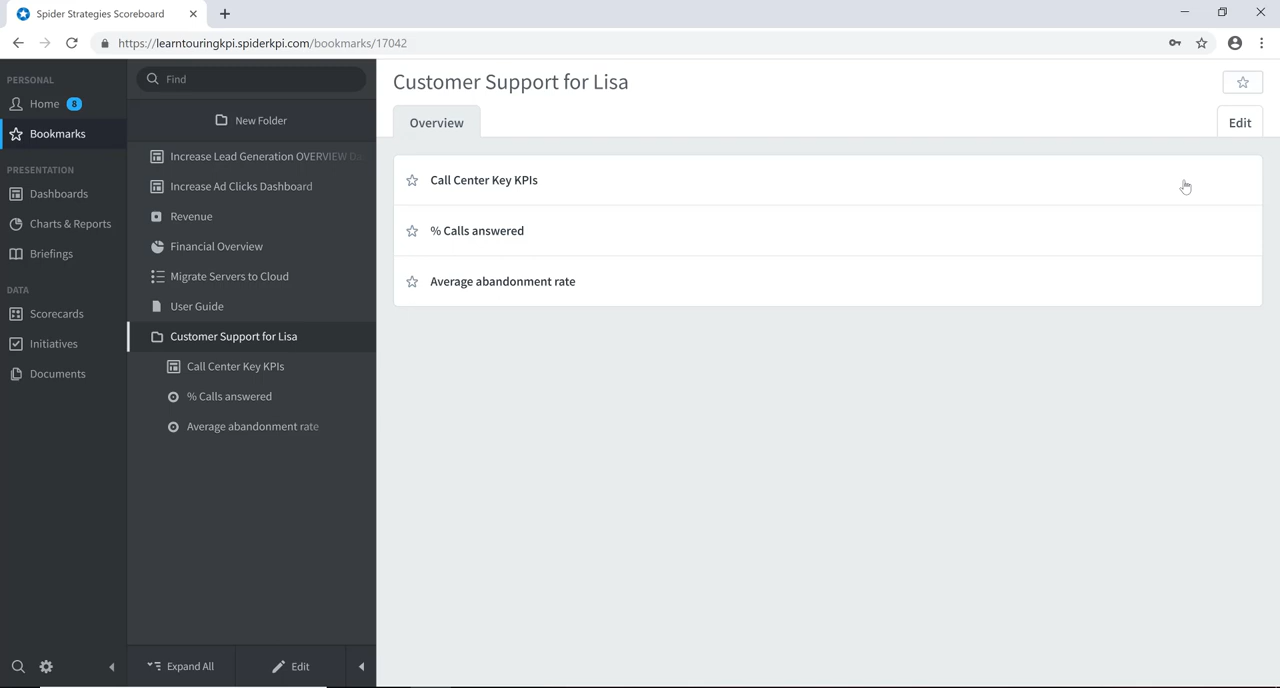 Spider Strategies Scoreboard
https://learntouringkpi.spiderkpi.com/bookmarks/17042
PERSONAL
Home 8
Bookmarks
PRESENTATION
Dashboards
Charts & Reports
Briefings
DATA
Scorecards
Initiatives
Documents
Find
New Folder
Increase Lead Generation OVERVIEW
Increase Ad Clicks Dashboard
Revenue
Financial Overview
Migrate Servers to Cloud
User Guide
Customer Support for Lisa
Call Center Key KPIs
% Calls answered
Average abandonment rate
Expand All
Edit
Customer Support for Lisa
Overview
Edit
Call Center Key KPIs
% Calls answered
Average abandonment rate